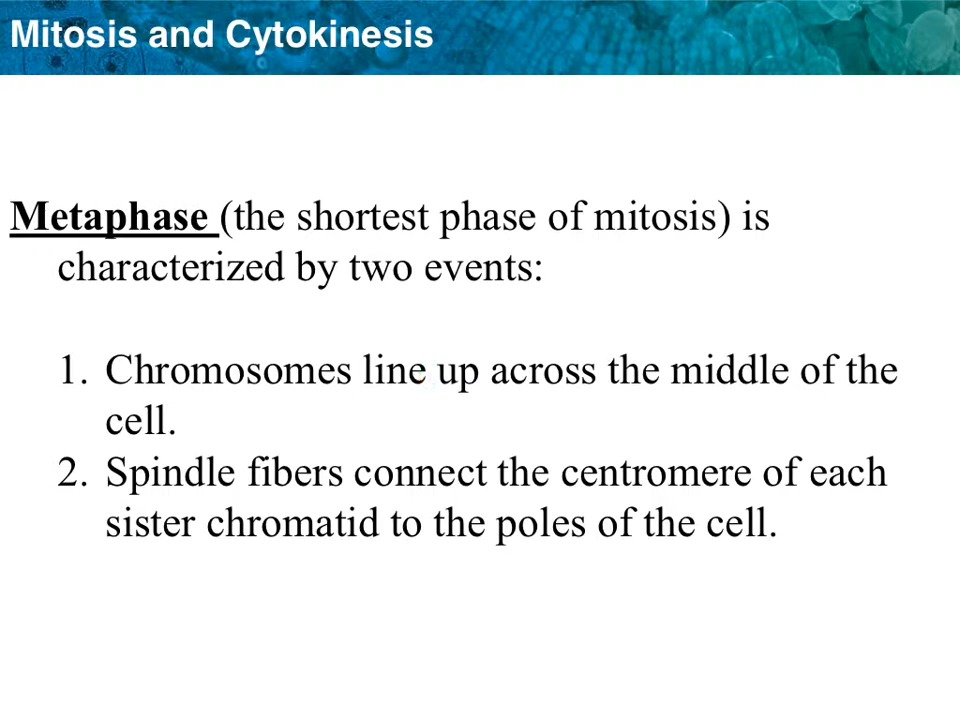 Mitosis and Cytokinesis
Metaphase (the shortest phase of mitosis) is
characterized by two events:
1. Chromosomes line up across the middle of the
cell.
2. Spindle fibers connect the centromere of each
sister chromatid to the poles of the cell.